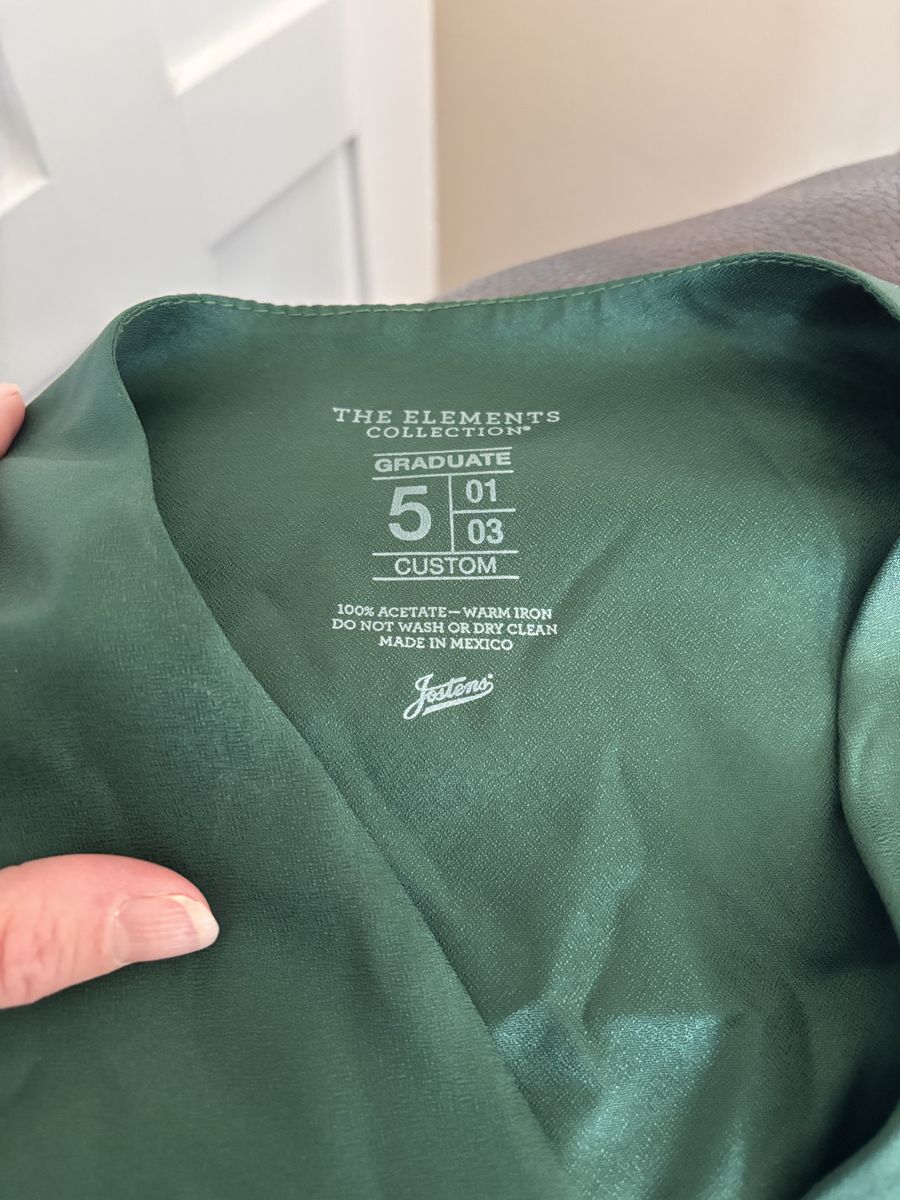 THE ELEMENTS
COLLECTION®
GRADUATE
5 01
03
CUSTOM
100% ACETATE—WARM IRON
DO NOT WASH OR DRY CLEAN
MADE IN MEXICO
Jostens®